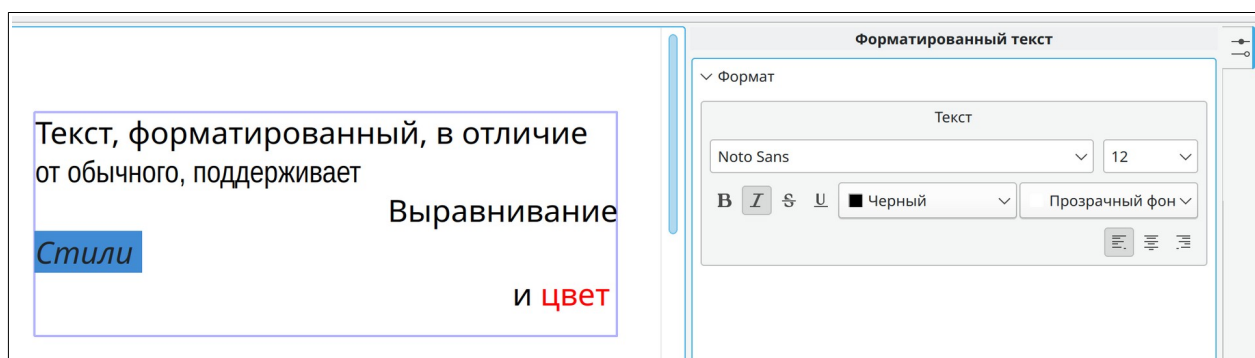 Форматированный текст
Формат
Текст
Noto Sans
12
B I S U Черный Прозрачный фон
Текст, форматированный, в отличие
от обычного, поддерживает
Выравнивание
Стили
и цвет